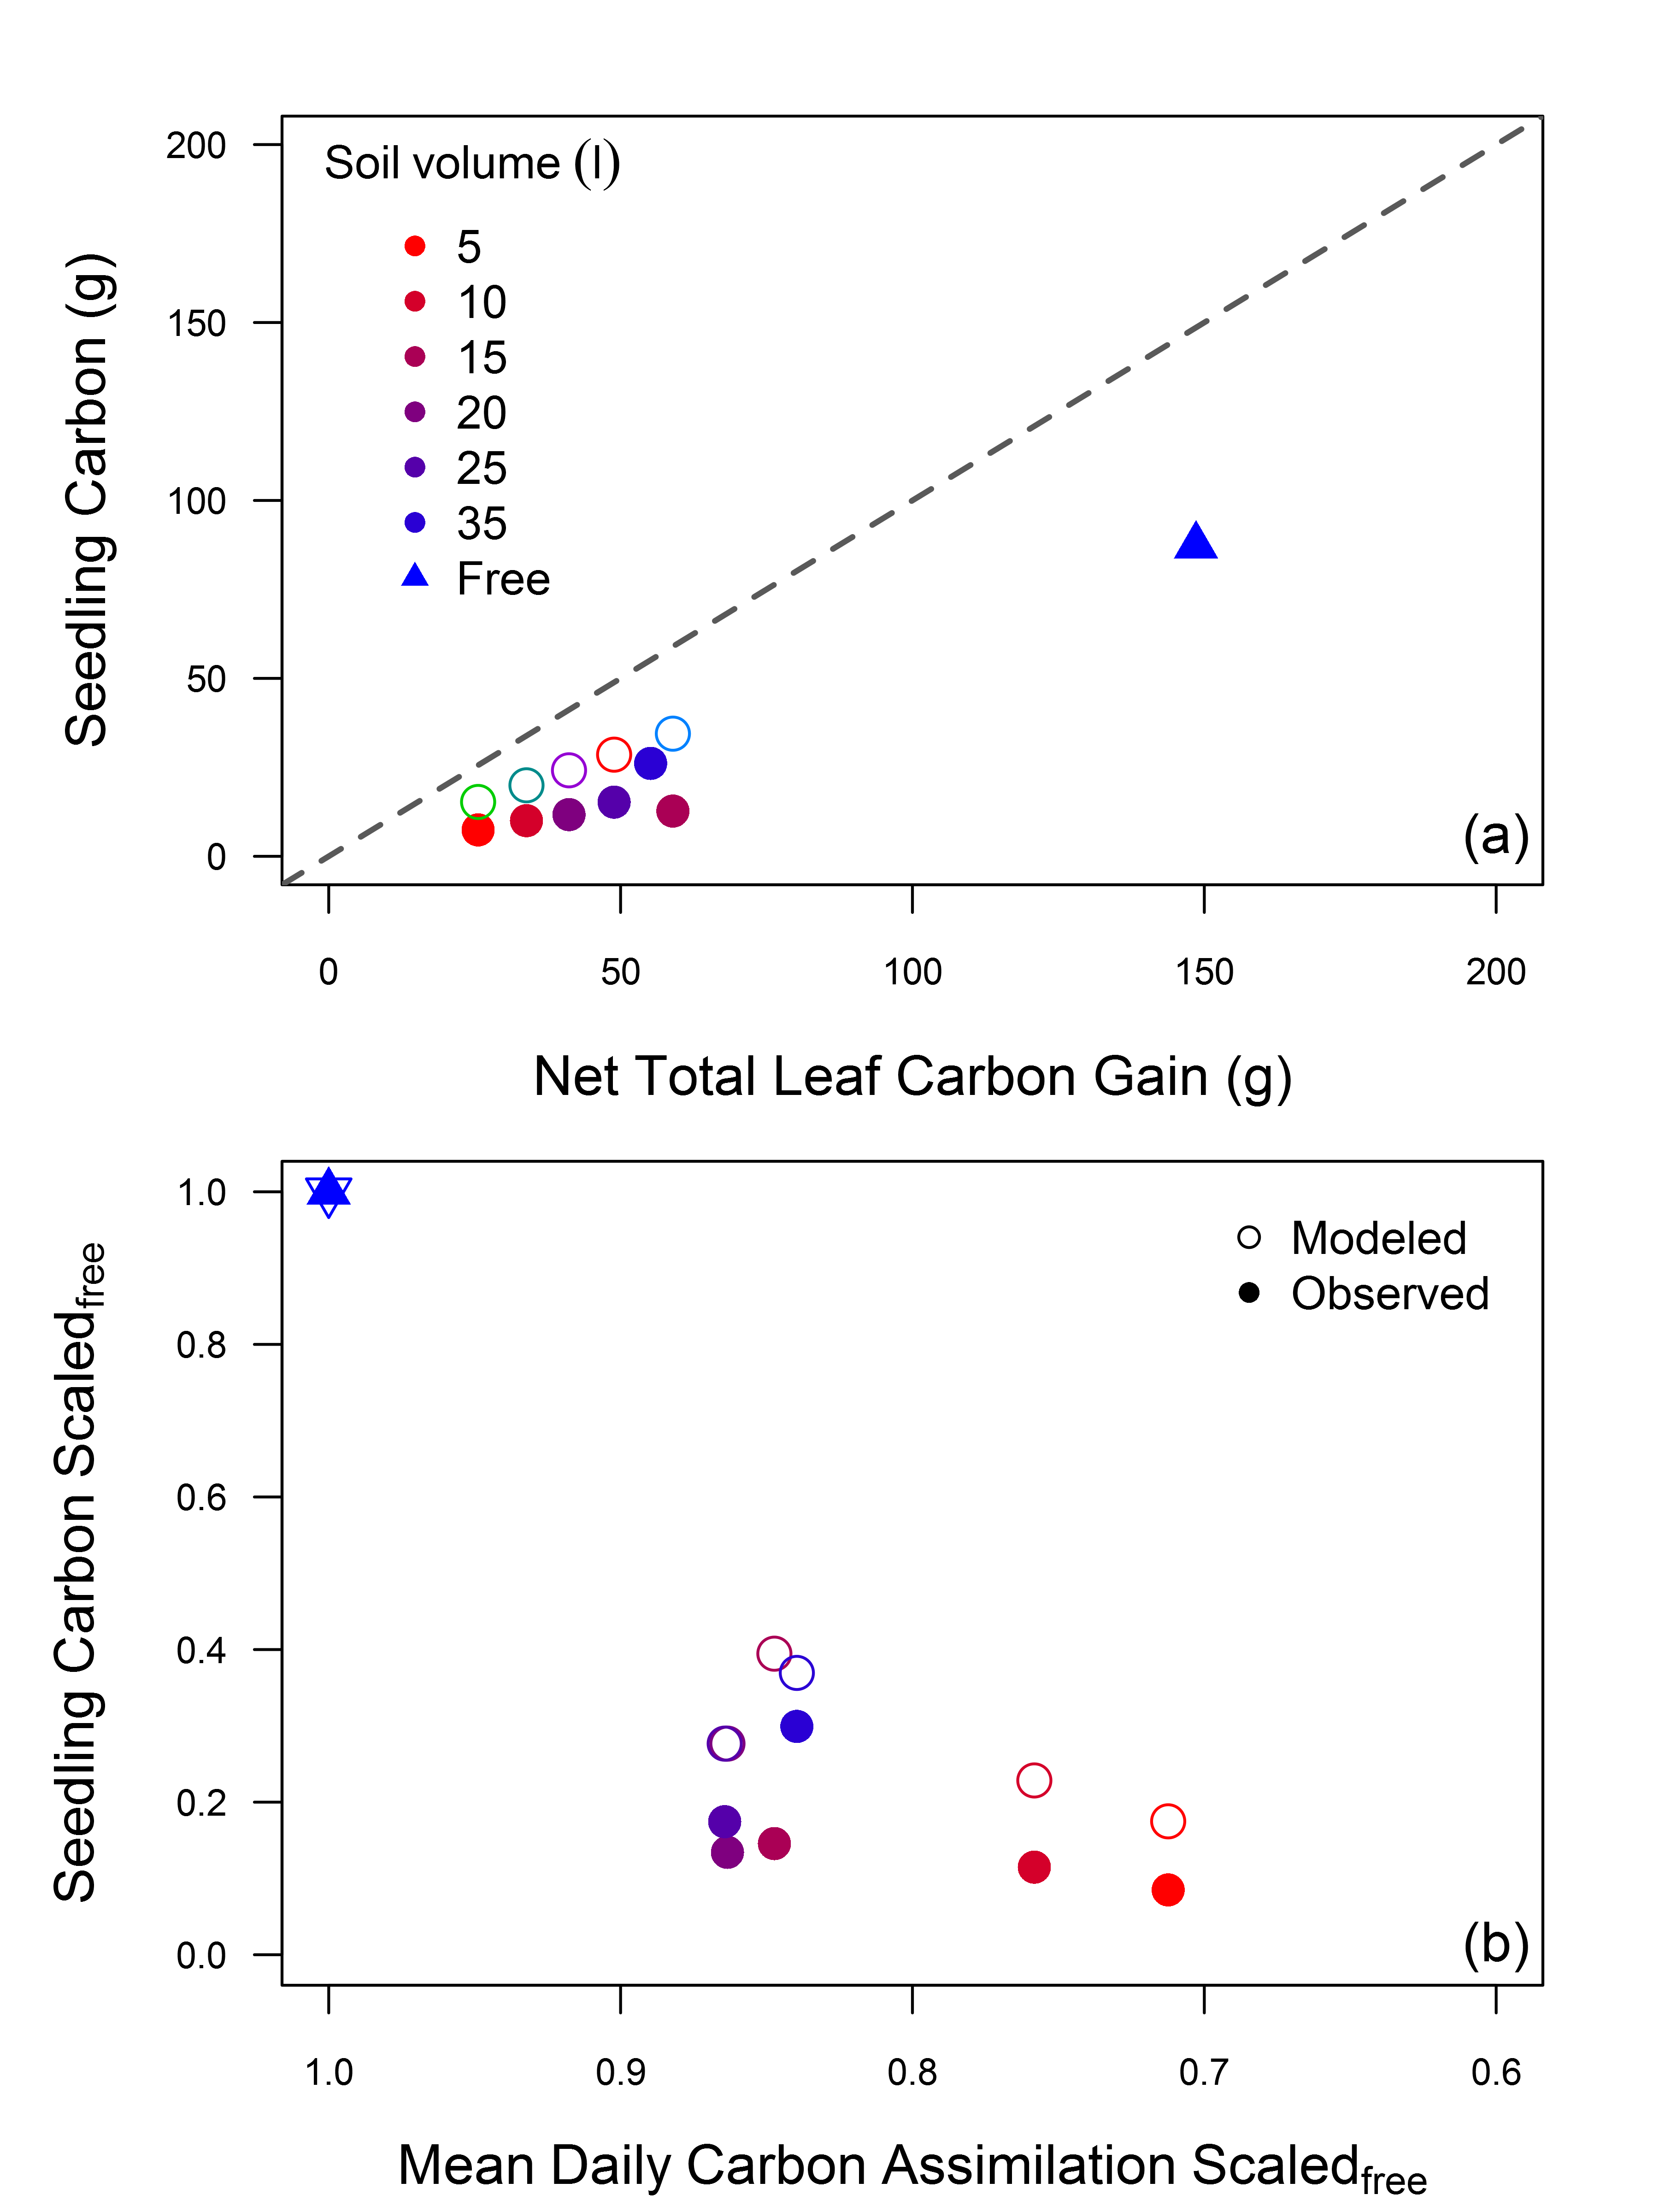 Soil volume (l)
5
10
15
20
25
35
Free
200
150
100
50
0
Seedling Carbon (g)
(a)
0 50 100 150 200
Net Total Leaf Carbon Gain (g)
1.0
0.8
0.6
0.4
0.2
0.0
Seedling Carbon Scaledfree
Modeled
Observed
(b)
1.0 0.9 0.8 0.7 0.6
Mean Daily Carbon Assimilation Scaledfree